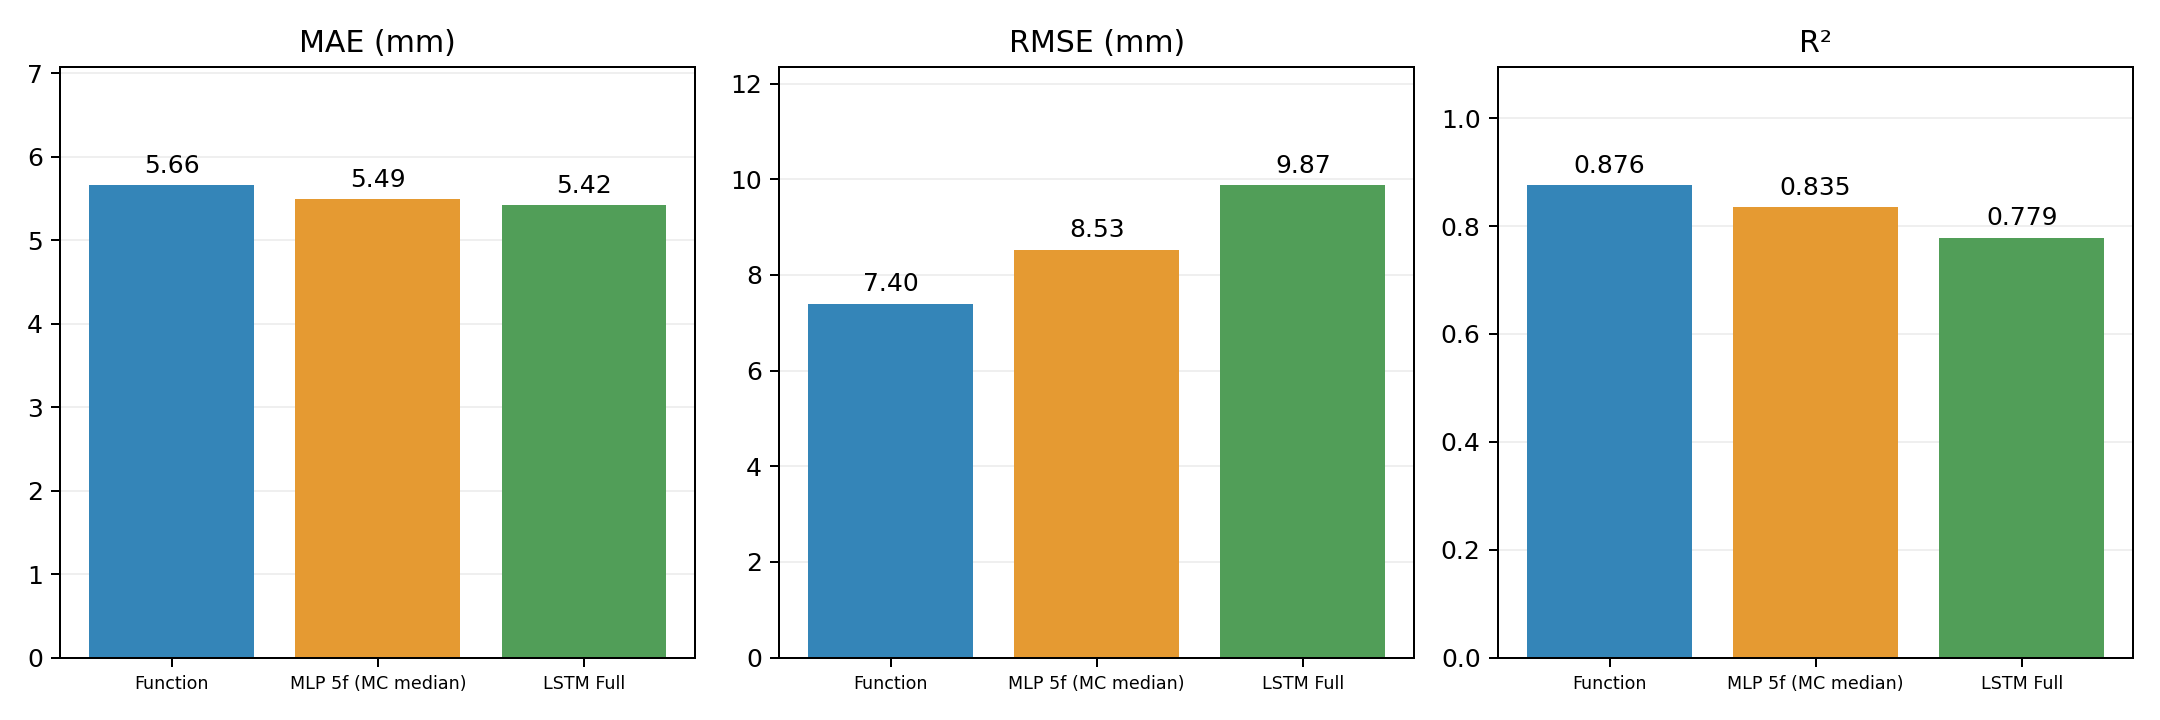 MAE (mm)
7
6
5
4
3
2
1
0
5.66
5.49
5.42
Function
MLP 5f (MC median)
LSTM Full
RMSE (mm)
12
10
8
6
4
2
0
7.40
8.53
9.87
Function
MLP 5f (MC median)
LSTM Full
R²
1.0
0.8
0.6
0.4
0.2
0.0
0.876
0.835
0.779
Function
MLP 5f (MC median)
LSTM Full